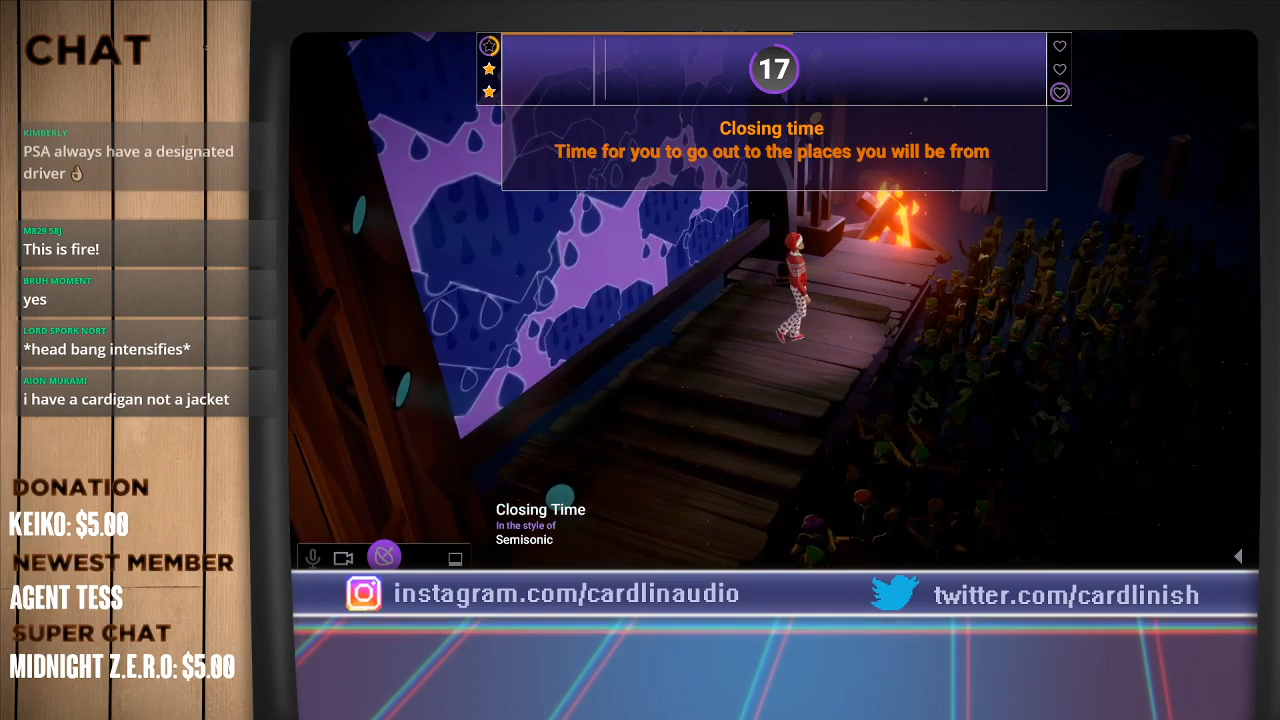 CHAT
KIMBERLY
PSA always have a designated
driver 👌🏼
M829 58j
This is fire!
BRUH MOMENT
yes
LORD SPORK NORT
*head bang intensifies*
AION MUKAMI
i have a cardigan not a jacket
DONATION
KEIKO: $5.00
NEWEST MEMBER
AGENT TESS
SUPER CHAT
MIDNIGHT Z.E.R.O: $5.00
17
Closing time
Time for you to go out to the places you will be from
Closing Time
In the style of
Semisonic
instagram.com/cardlinaudio
twitter.com/cardlinish